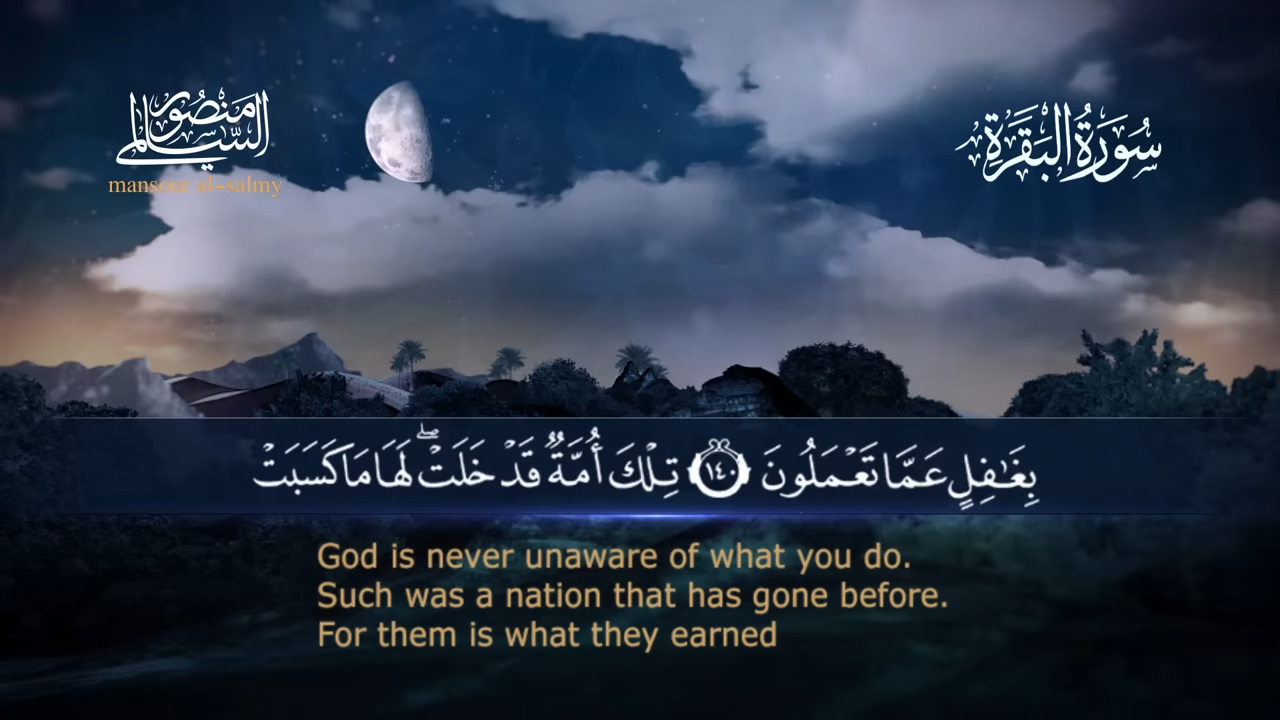 منصور السالمي
mansour al-salmy
سُورَةُ البَقَرَةِ
بِغَٰفِلٍ عَمَّا تَعۡمَلُونَ ١٤٠ تِلۡكَ أُمَّةٞ قَدۡ خَلَتۡۖ لَهَا مَا كَسَبَتۡ
God is never unaware of what you do.
Such was a nation that has gone before.
For them is what they earned